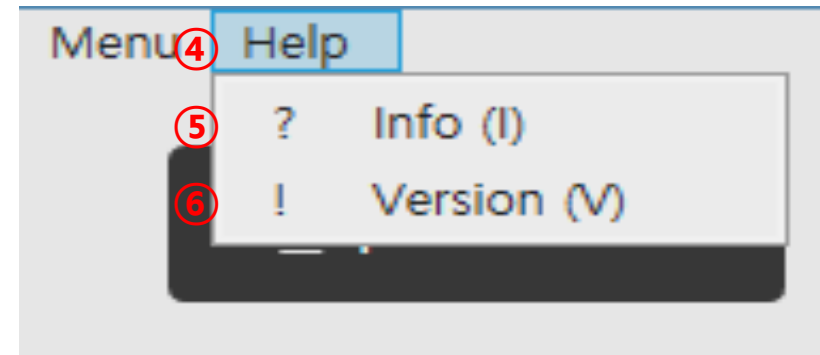 Menu ④ Help
⑤ ? Info (I)
⑥ ! Version (V)